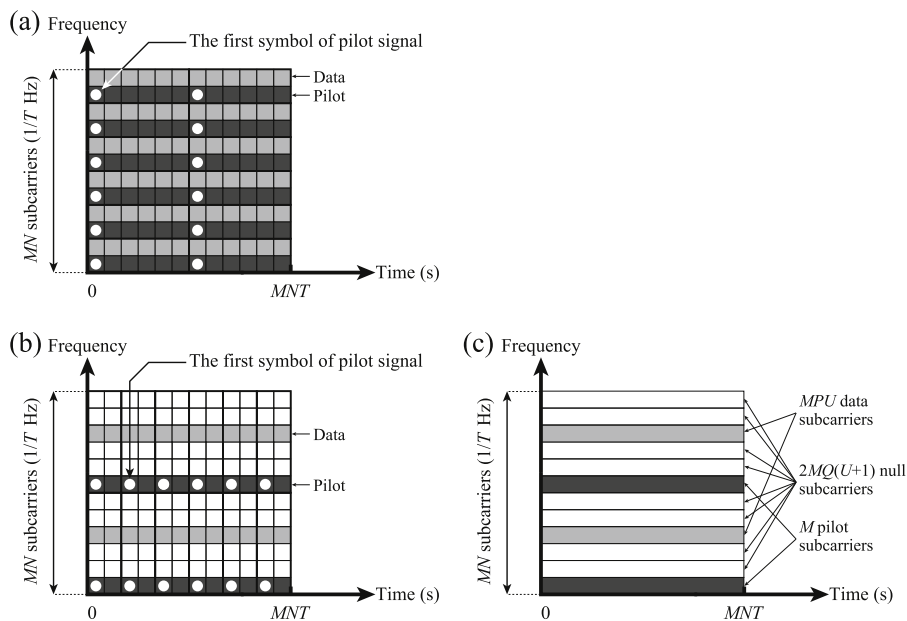 (a)
Frequency
The first symbol of pilot signal
Data
Pilot
MN subcarriers (1/T Hz)
Time (s)
0
MNT
(b)
Frequency
The first symbol of pilot signal
Data
Pilot
MN subcarriers (1/T Hz)
Time (s)
0
MNT
(c)
Frequency
MPU data
subcarriers
2MQ(U+1) null
subcarriers
M pilot
subcarriers
MN subcarriers (1/T Hz)
Time (s)
0
MNT